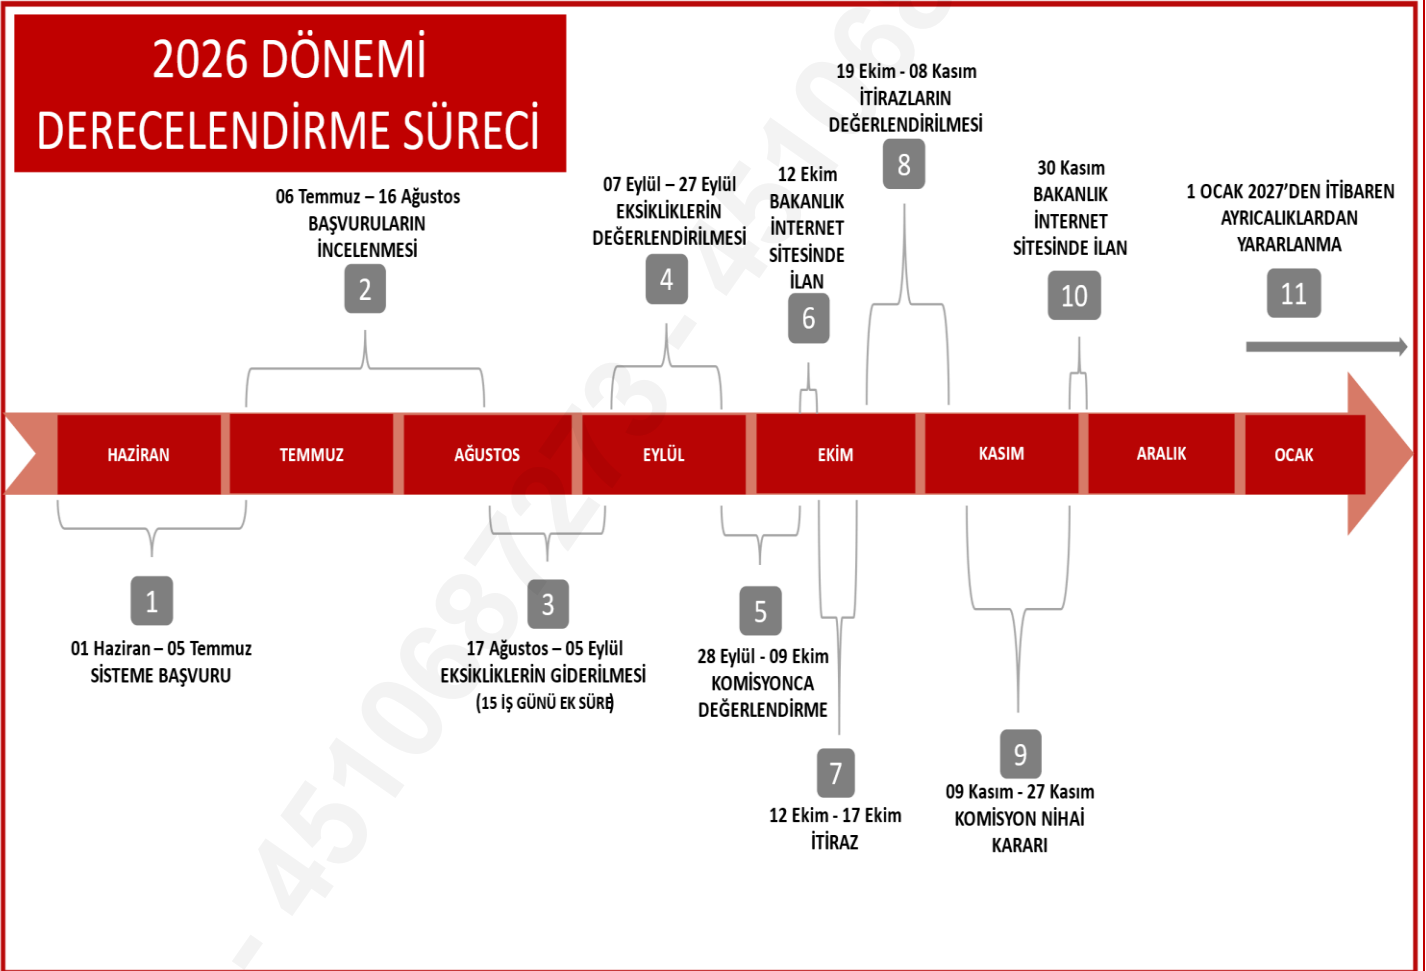 2026 DÖNEMİ
DERECELENDİRME SÜRECİ
06 Temmuz – 16 Ağustos
BAŞVURULARIN
İNCELENMESİ
2
07 Eylül – 27 Eylül
EKSİKLİKLERİN
DEĞERLENDİRİLMESİ
4
12 Ekim
BAKANLIK
İNTERNET
SİTESİNDE
İLAN
6
19 Ekim - 08 Kasım
İTİRAZLARIN
DEĞERLENDİRİLMESİ
8
30 Kasım
BAKANLIK
İNTERNET
SİTESİNDE İLAN
10
1 OCAK 2027'DEN İTİBAREN
AYRICALIKLARDAN
YARARLANMA
11
HAZİRAN
TEMMUZ
AĞUSTOS
EYLÜL
EKİM
KASIM
ARALIK
OCAK
1
01 Haziran – 05 Temmuz
SİSTEME BAŞVURU
3
17 Ağustos – 05 Eylül
EKSİKLİKLERİN GİDERİLMESİ
(15 İŞ GÜNÜ EK SÜRE)
5
28 Eylül - 09 Ekim
KOMİSYONCA
DEĞERLENDİRME
7
12 Ekim - 17 Ekim
İTİRAZ
9
09 Kasım - 27 Kasım
KOMİSYON NİHAİ
KARARI
- 4510687273 - 451068